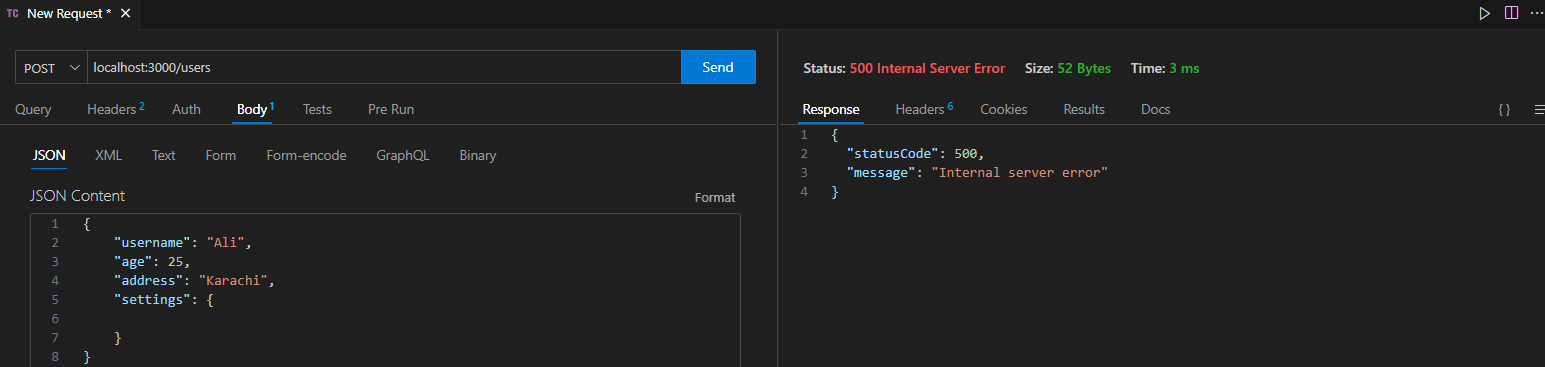 TC New Request * ×
POST localhost:3000/users Send
Query Headers 2 Auth Body 1 Tests Pre Run
JSON XML Text Form Form-encode GraphQL Binary
JSON Content Format
1 {
2 "username": "Ali",
3 "age": 25,
4 "address": "Karachi",
5 "settings": {
6
7 }
8 }
Status: 500 Internal Server Error Size: 52 Bytes Time: 3 ms
Response Headers 6 Cookies Results Docs { }
1 {
2 "statusCode": 500,
3 "message": "Internal server error"
4 }